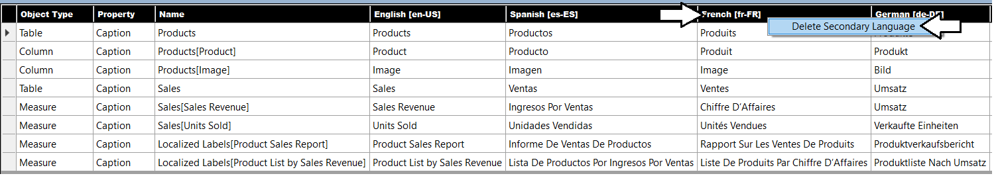 Object Type Property Name English [en-US] Spanish [es-ES] French [fr-FR] German [de-DE]
Delete Secondary Language
Table Caption Products Products Productos Produits
Column Caption Products[Product] Product Producto Produit Produkt
Column Caption Products[Image] Image Imagen Image Bild
Table Caption Sales Sales Ventas Ventes Umsatz
Measure Caption Sales[Sales Revenue] Sales Revenue Ingresos Por Ventas Chiffre D'Affaires Umsatz
Measure Caption Sales[Units Sold] Units Sold Unidades Vendidas Unités Vendues Verkaufte Einheiten
Measure Caption Localized Labels[Product Sales Report] Product Sales Report Informe De Ventas De Productos Rapport Sur Les Ventes De Produits Produktverkaufsbericht
Measure Caption Localized Labels[Product List by Sales Revenue] Product List by Sales Revenue Lista De Productos Por Ingresos Por Ventas Liste De Produits Par Chiffre D'Affaires Produktliste Nach Umsatz